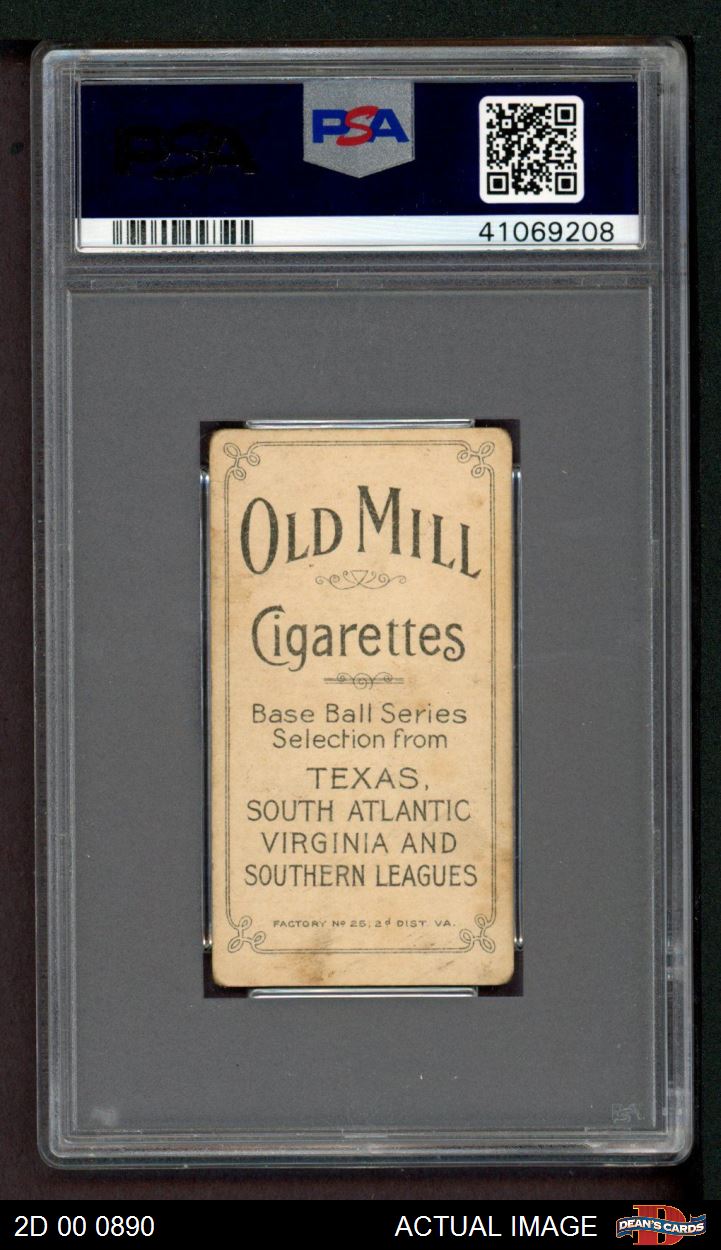 PSA
PSA
41069208
OLD MILL
Cigarettes
Base Ball Series
Selection from
TEXAS,
SOUTH ATLANTIC
VIRGINIA AND
SOUTHERN LEAGUES
FACTORY Nº 25, 2d DIST. VA.
PSA
2D 00 0890
ACTUAL IMAGE
D
DEAN'S CARDS